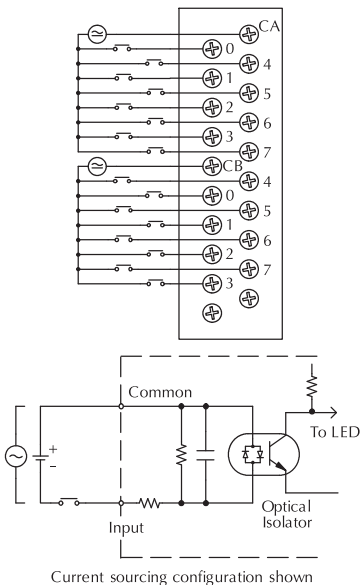 CA
0
4
1
5
2
6
3
7
CB
4
0
5
1
6
2
7
3
Common
+
-
To LED
Input
Optical
Isolator
Current sourcing configuration shown